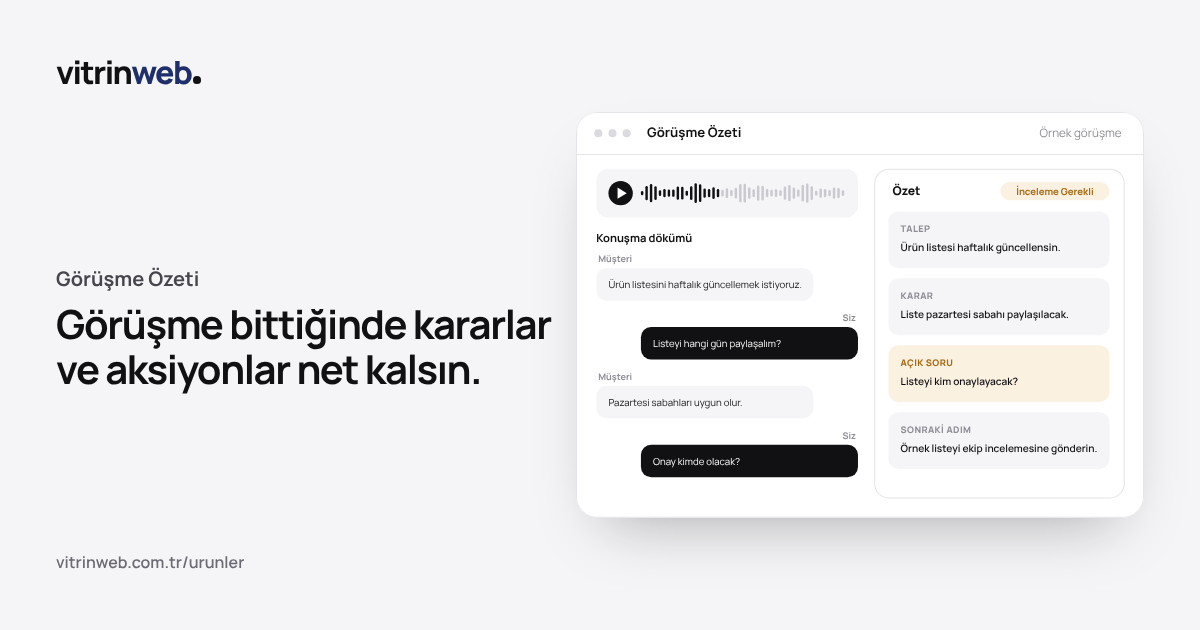 vitrinweb.
Görüşme Özeti
Görüşme bittiğinde kararlar
ve aksiyonlar net kalsın.
vitrinweb.com.tr/urunler
Görüşme Özeti
Örnek görüşme
Konuşma dökümü
Müşteri
Ürün listesini haftalık güncellemek istiyoruz.
Siz
Listeyi hangi gün paylaşalım?
Müşteri
Pazartesi sabahları uygun olur.
Siz
Onay kimde olacak?
Özet
İnceleme Gerekli
TALEP
Ürün listesi haftalık güncellensin.
KARAR
Liste pazartesi sabahı paylaşılacak.
AÇIK SORU
Listeyi kim onaylayacak?
SONRAKİ ADIM
Örnek listeyi ekip incelemesine gönderin.